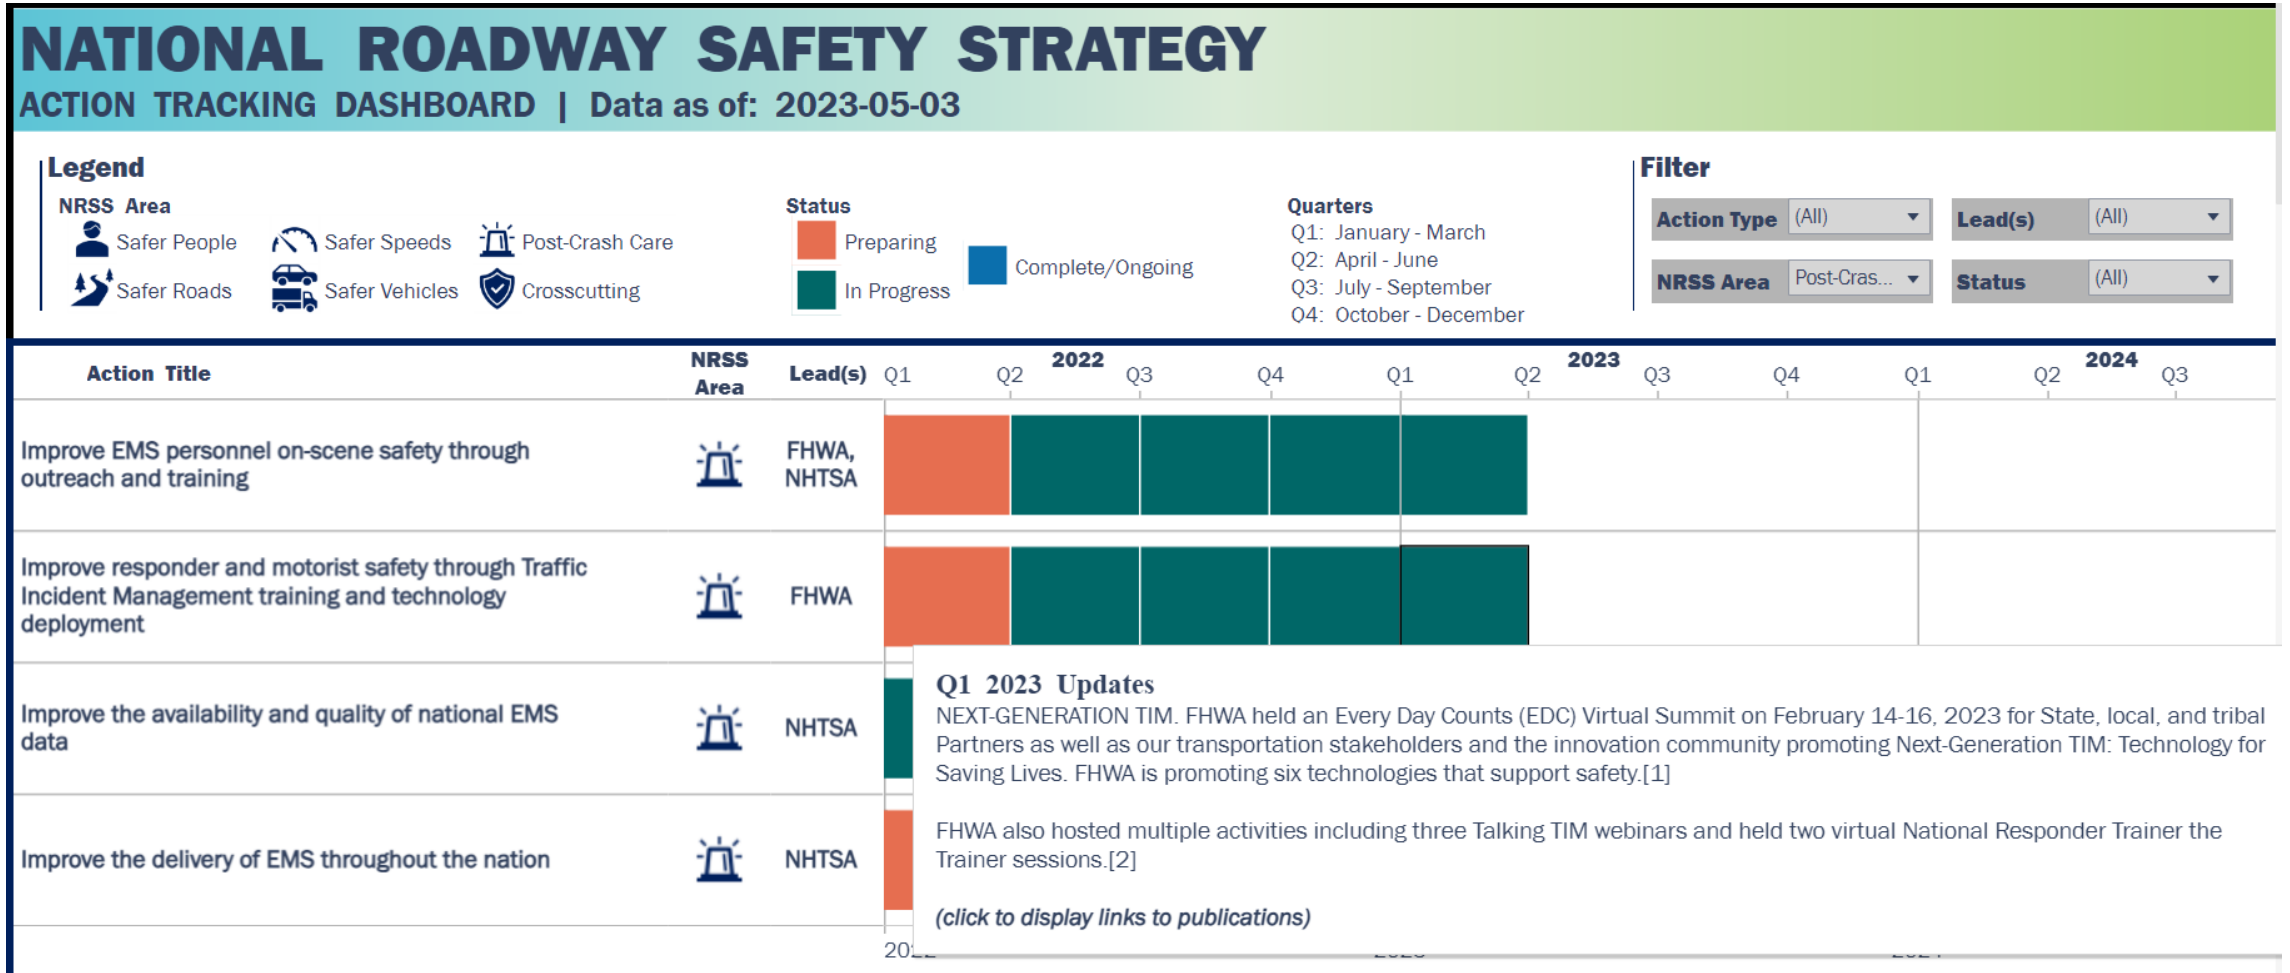 NATIONAL ROADWAY SAFETY STRATEGY
ACTION TRACKING DASHBOARD | Data as of: 2023-05-03
Legend
NRSS Area
Safer People
Safer Speeds
Post-Crash Care
Safer Roads
Safer Vehicles
Crosscutting
Status
Preparing
In Progress
Complete/Ongoing
Quarters
Q1: January - March
Q2: April - June
Q3: July - September
Q4: October - December
Filter
Action Type (All)
Lead(s) (All)
NRSS Area Post-Cras...
Status (All)
Action Title
NRSS
Area
Lead(s)
2022 2023 2024
Q1 Q2 Q3 Q4 Q1 Q2 Q3 Q4 Q1 Q2 Q3
Improve EMS personnel on-scene safety through
outreach and training
FHWA,
NHTSA
Improve responder and motorist safety through Traffic
Incident Management training and technology
deployment
FHWA
Improve the availability and quality of national EMS
data
NHTSA
Improve the delivery of EMS throughout the nation
NHTSA
Q1 2023 Updates
NEXT-GENERATION TIM. FHWA held an Every Day Counts (EDC) Virtual Summit on February 14-16, 2023 for State, local, and tribal
Partners as well as our transportation stakeholders and the innovation community promoting Next-Generation TIM: Technology for
Saving Lives. FHWA is promoting six technologies that support safety.[1]
FHWA also hosted multiple activities including three Talking TIM webinars and held two virtual National Responder Trainer the
Trainer sessions.[2]
(click to display links to publications)